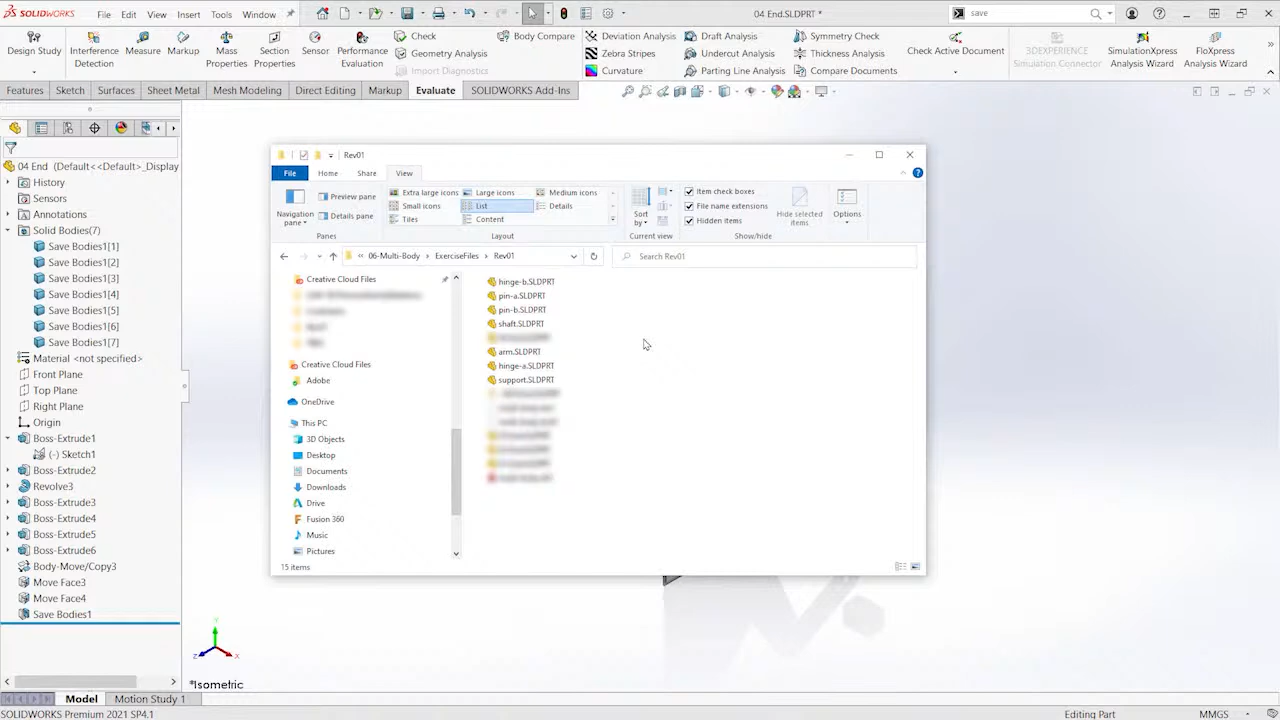 SOLIDWORKS File Edit View Insert Tools Window 04 End.SLDPRT * save
Design Study Interference Detection Measure Markup Mass Properties Section Properties Sensor Performance Evaluation
Check Body Compare
Geometry Analysis
Import Diagnostics
Deviation Analysis Draft Analysis Symmetry Check
Zebra Stripes Undercut Analysis Thickness Analysis
Curvature Parting Line Analysis Compare Documents
Check Active Document 3DEXPERIENCE Simulation Connector SimulationXpress Analysis Wizard FloXpress Analysis Wizard
Features Sketch Surfaces Sheet Metal Mesh Modeling Direct Editing Markup Evaluate SOLIDWORKS Add-Ins
04 End (Default<<Default>_Display
History
Sensors
Annotations
Solid Bodies(7)
Save Bodies1[1]
Save Bodies1[2]
Save Bodies1[3]
Save Bodies1[4]
Save Bodies1[5]
Save Bodies1[6]
Save Bodies1[7]
Material <not specified>
Front Plane
Top Plane
Right Plane
Origin
Boss-Extrude1
(-) Sketch1
Boss-Extrude2
Revolve3
Boss-Extrude3
Boss-Extrude4
Boss-Extrude5
Boss-Extrude6
Body-Move/Copy3
Move Face3
Move Face4
Save Bodies1
Rev01
File Home Share View
Navigation pane
Preview pane
Details pane
Panes
Extra large icons Large icons Medium icons
Small icons List Details
Tiles Content
Layout
Sort by
Current view
Item check boxes
File name extensions
Hidden items
Hide selected items
Show/hide
Options
« 06-Multi-Body › ExerciseFiles › Rev01
Search Rev01
Creative Cloud Files
Creative Cloud Files
Adobe
OneDrive
This PC
3D Objects
Desktop
Documents
Downloads
Drive
Fusion 360
Music
Pictures
hinge-b.SLDPRT
pin-a.SLDPRT
pin-b.SLDPRT
shaft.SLDPRT
arm.SLDPRT
hinge-a.SLDPRT
support.SLDPRT
15 items
Y
Z X
*Isometric
Model Motion Study 1
SOLIDWORKS Premium 2021 SP4.1 Editing Part MMGS